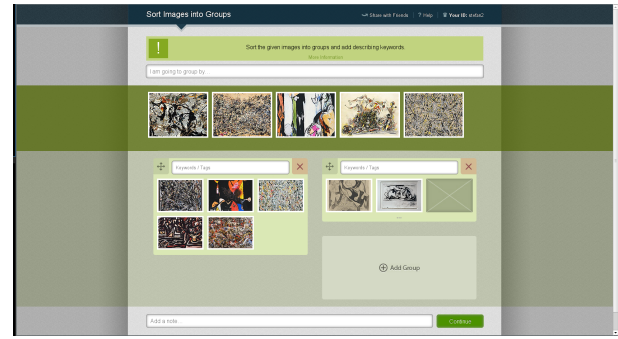 Sort Images into Groups
Share with Friends | ? Help | Your ID: stefan2
!
Sort the given images into groups and add describing keywords.
More Information
I am going to group by...
Keywords / Tags
Keywords / Tags
Add Group
Add a note...
Continue